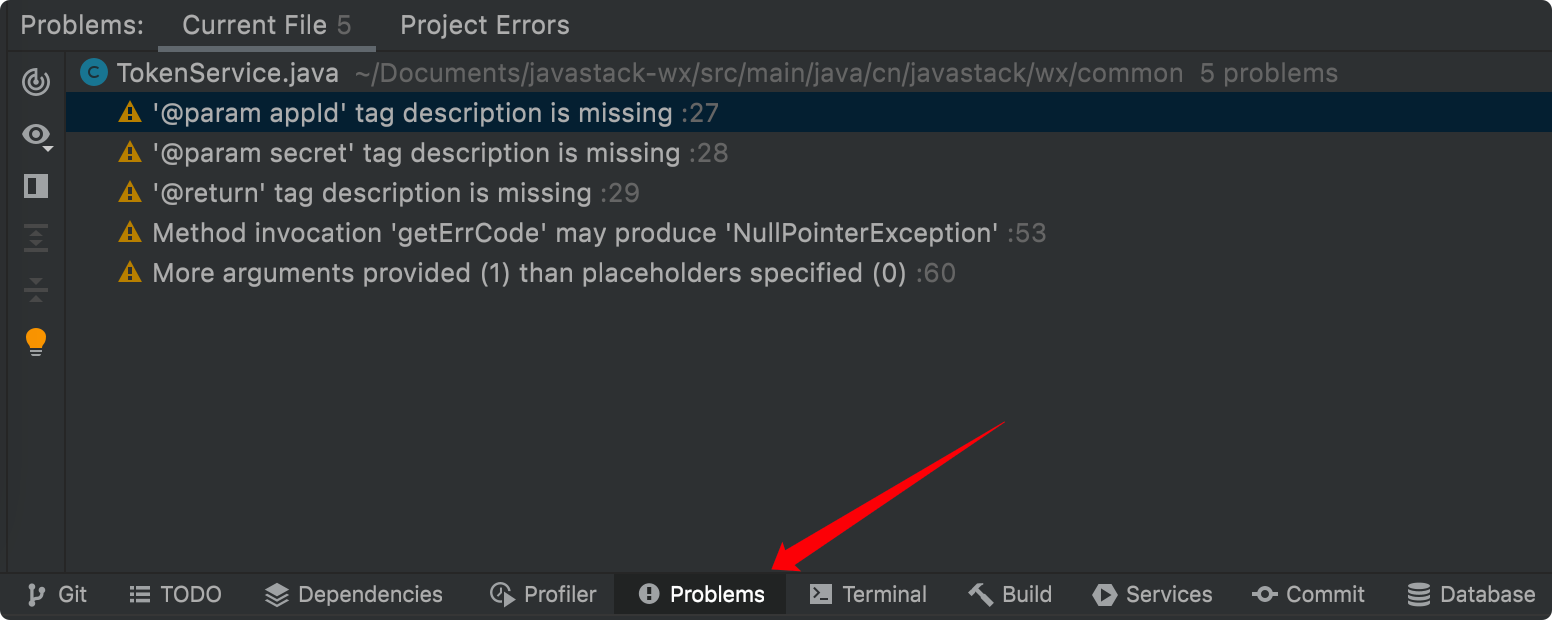 Problems: Current File 5 Project Errors
C TokenService.java ~/Documents/javastack-wx/src/main/java/cn/javastack/wx/common 5 problems
'@param appId' tag description is missing :27
'@param secret' tag description is missing :28
'@return' tag description is missing :29
Method invocation 'getErrCode' may produce 'NullPointerException' :53
More arguments provided (1) than placeholders specified (0) :60
Git TODO Dependencies Profiler Problems Terminal Build Services Commit Database